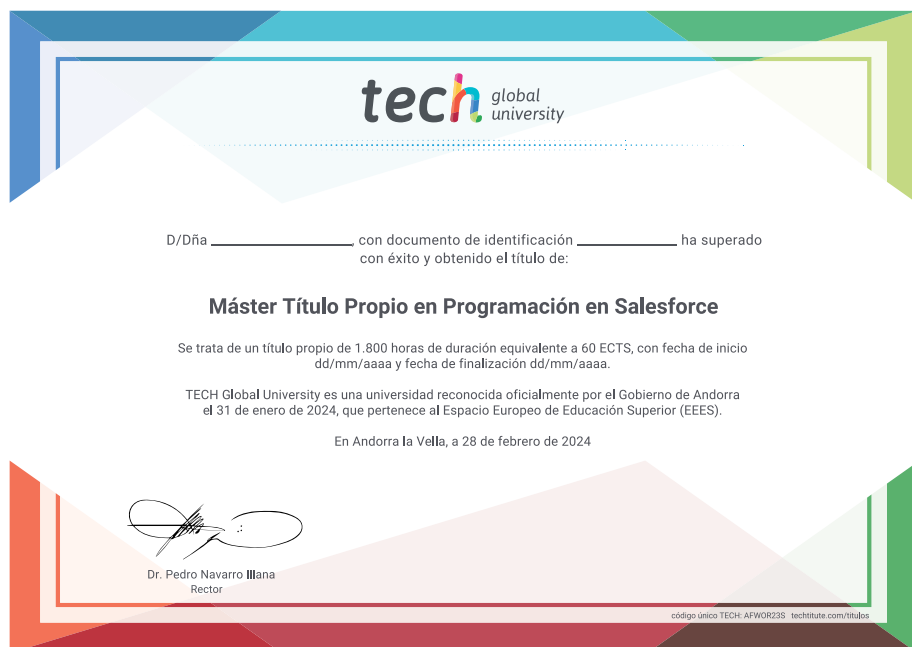 tech global university
D/Dña ____________, con documento de identificación ____________ ha superado
con éxito y obtenido el título de:
Máster Título Propio en Programación en Salesforce
Se trata de un título propio de 1.800 horas de duración equivalente a 60 ECTS, con fecha de inicio
dd/mm/aaaa y fecha de finalización dd/mm/aaaa.
TECH Global University es una universidad reconocida oficialmente por el Gobierno de Andorra
el 31 de enero de 2024, que pertenece al Espacio Europeo de Educación Superior (EEES).
En Andorra la Vella, a 28 de febrero de 2024
Dr. Pedro Navarro Illana
Rector
código único TECH: AFWOR23S techtitute.com/titulos